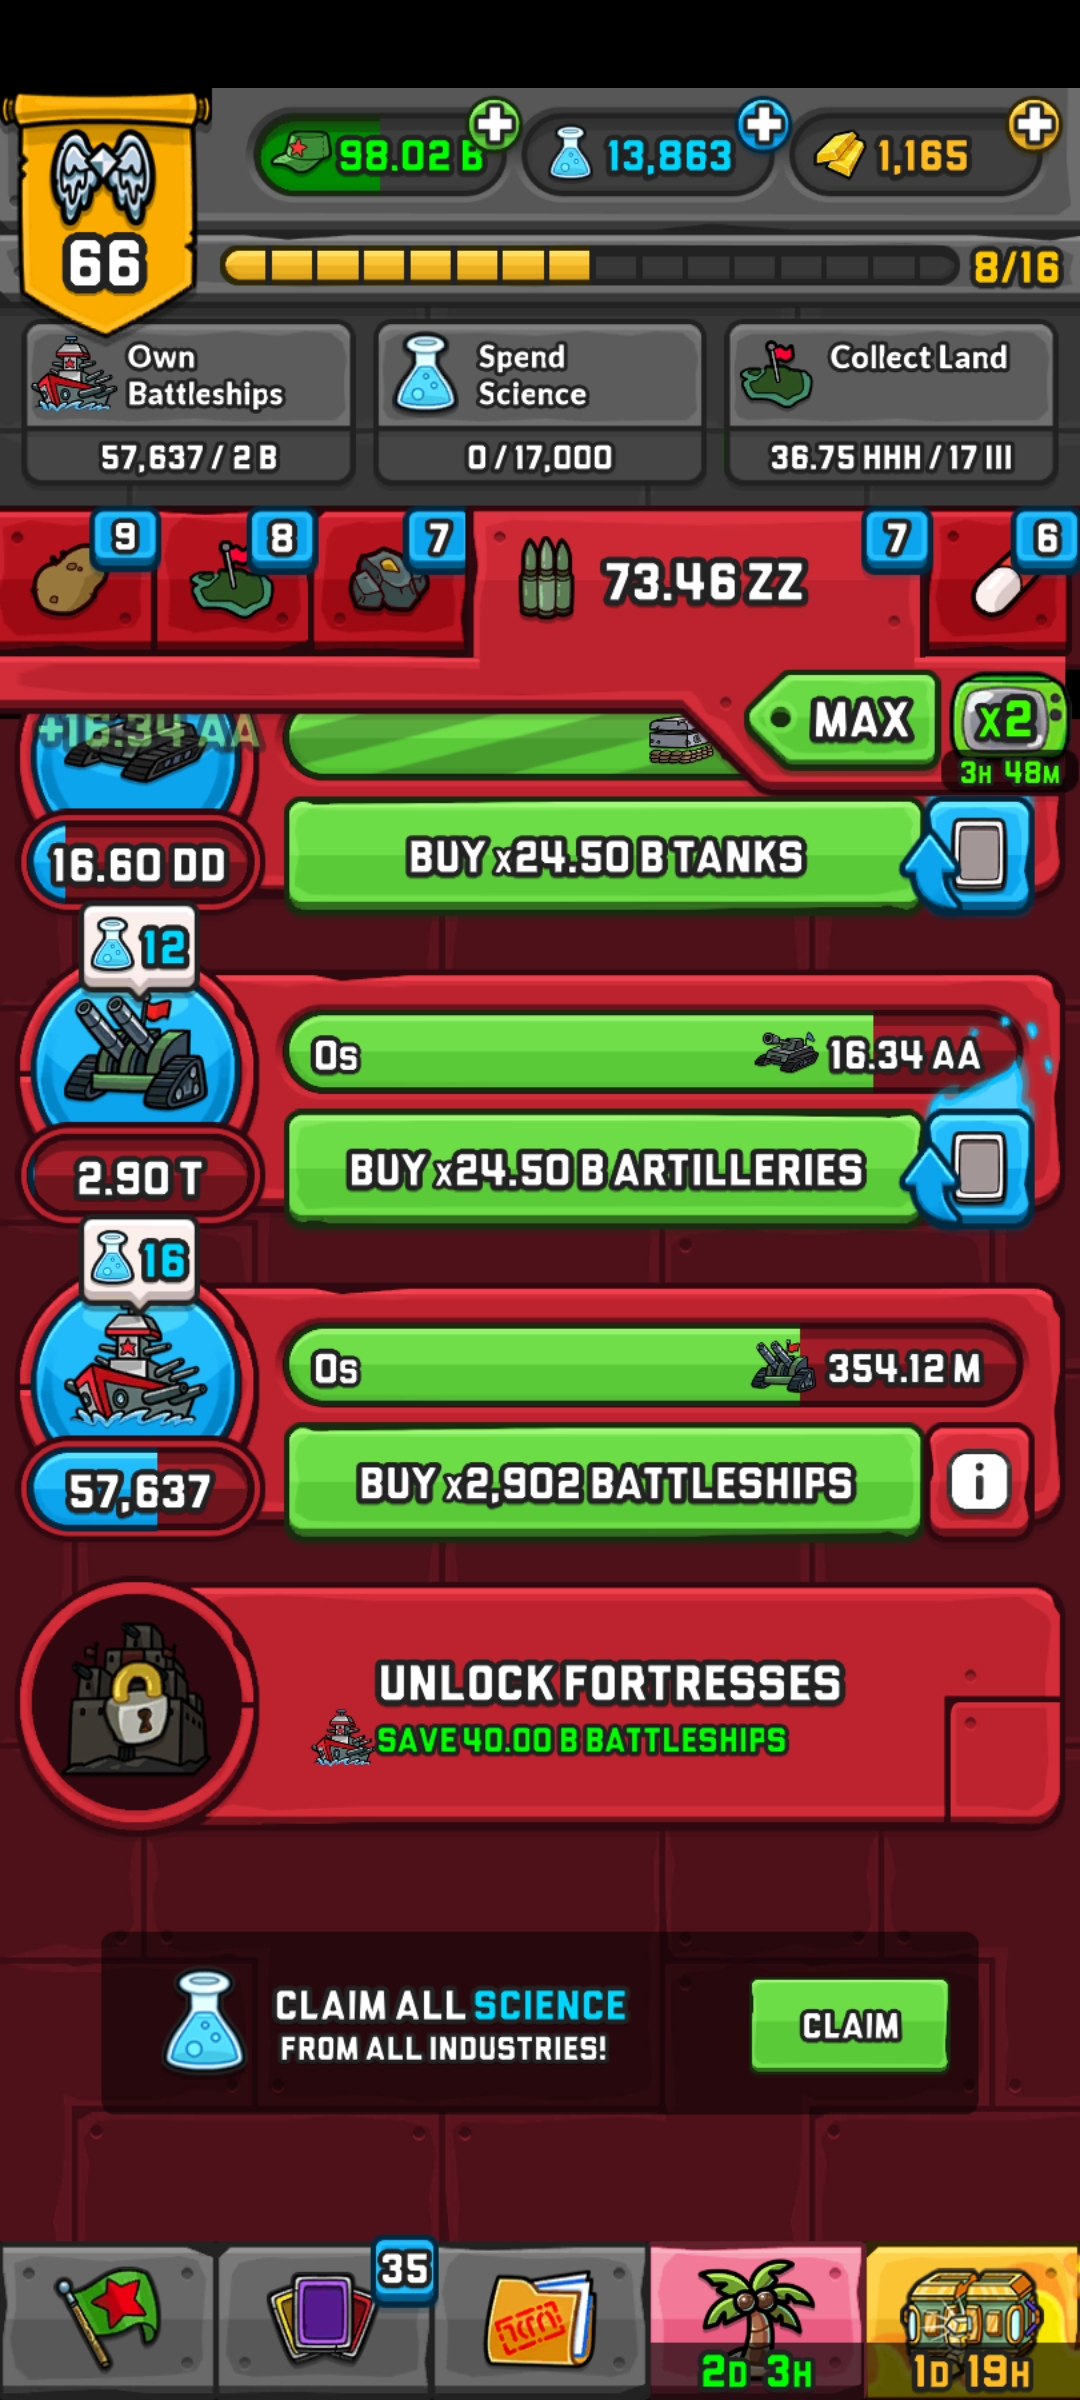 98.02 B
13,863
1,165
66
8/16
Own
Battleships
57,637 / 2 B
Spend
Science
0 / 17,000
Collect Land
36.75 HHH / 17 III
9
8
7
73.46 ZZ
7
6
MAX
x2
3H 48M
+16.34 AA
16.60 DD
BUY x24.50 B TANKS
12
0s
16.34 AA
2.90 T
BUY x24.50 B ARTILLERIES
16
0s
354.12 M
57,637
BUY x2,902 BATTLESHIPS
i
UNLOCK FORTRESSES
SAVE 40.00 B BATTLESHIPS
CLAIM ALL SCIENCE
FROM ALL INDUSTRIES!
CLAIM
35
2D 3H
1D 19H